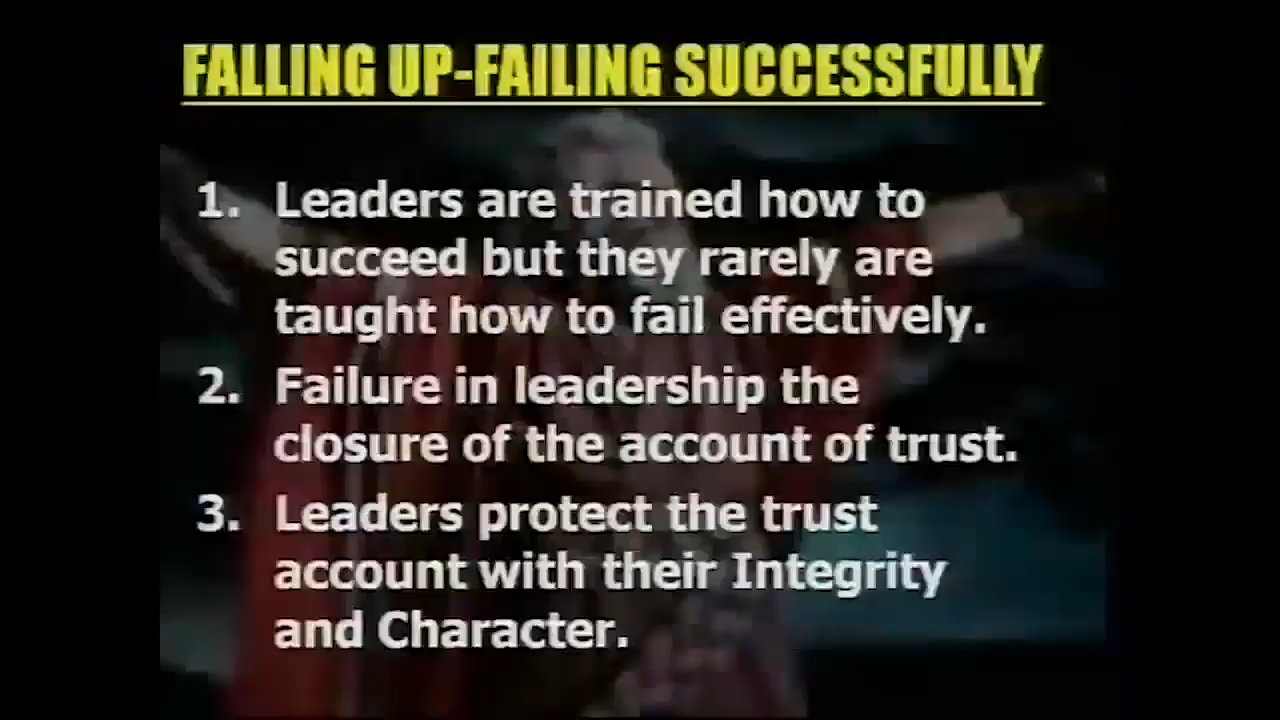 FALLING UP-FAILING SUCCESSFULLY
1. Leaders are trained how to
succeed but they rarely are
taught how to fail effectively.
2. Failure in leadership the
closure of the account of trust.
3. Leaders protect the trust
account with their Integrity
and Character.